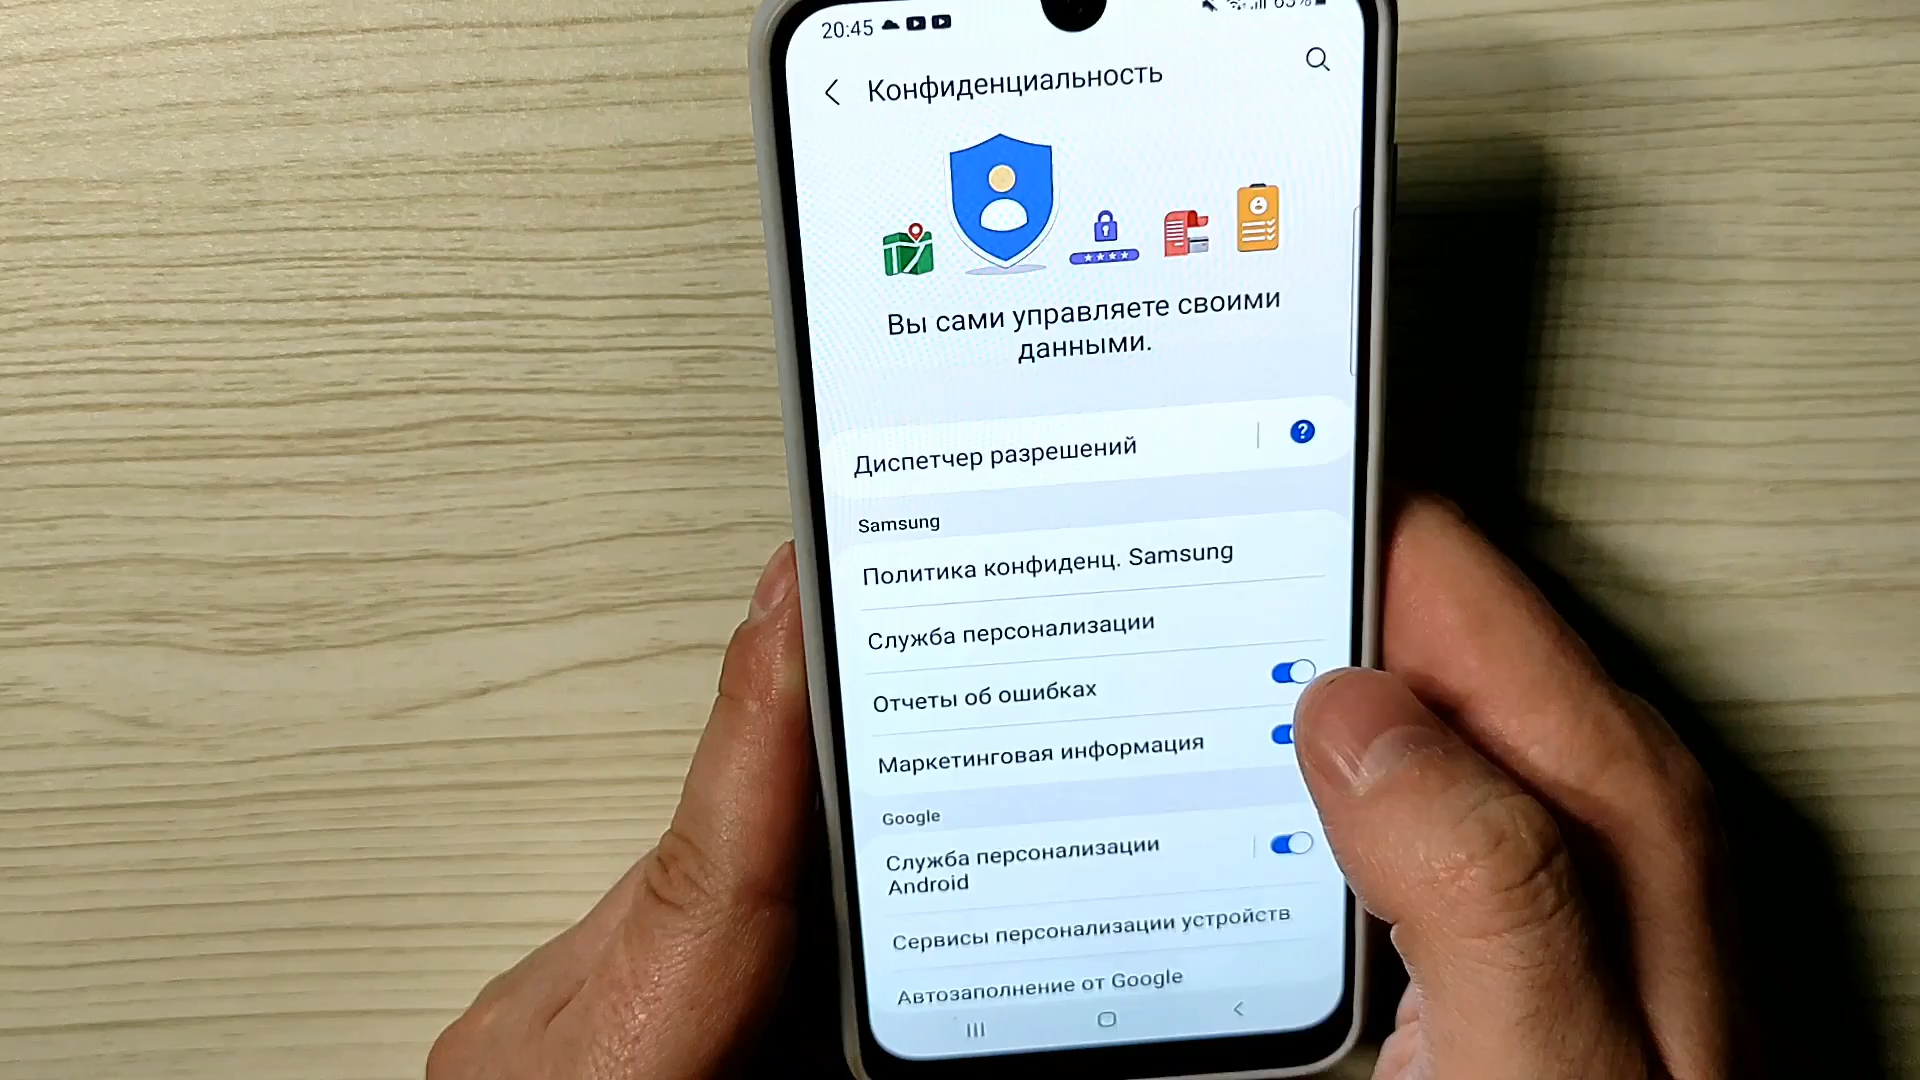 20:45
Конфиденциальность
Вы сами управляете своими
данными.
Диспетчер разрешений
?
Samsung
Политика конфиденц. Samsung
Служба персонализации
Отчеты об ошибках
Маркетинговая информация
Google
Служба персонализации
Android
Сервисы персонализации устройств
Автозаполнение от Google